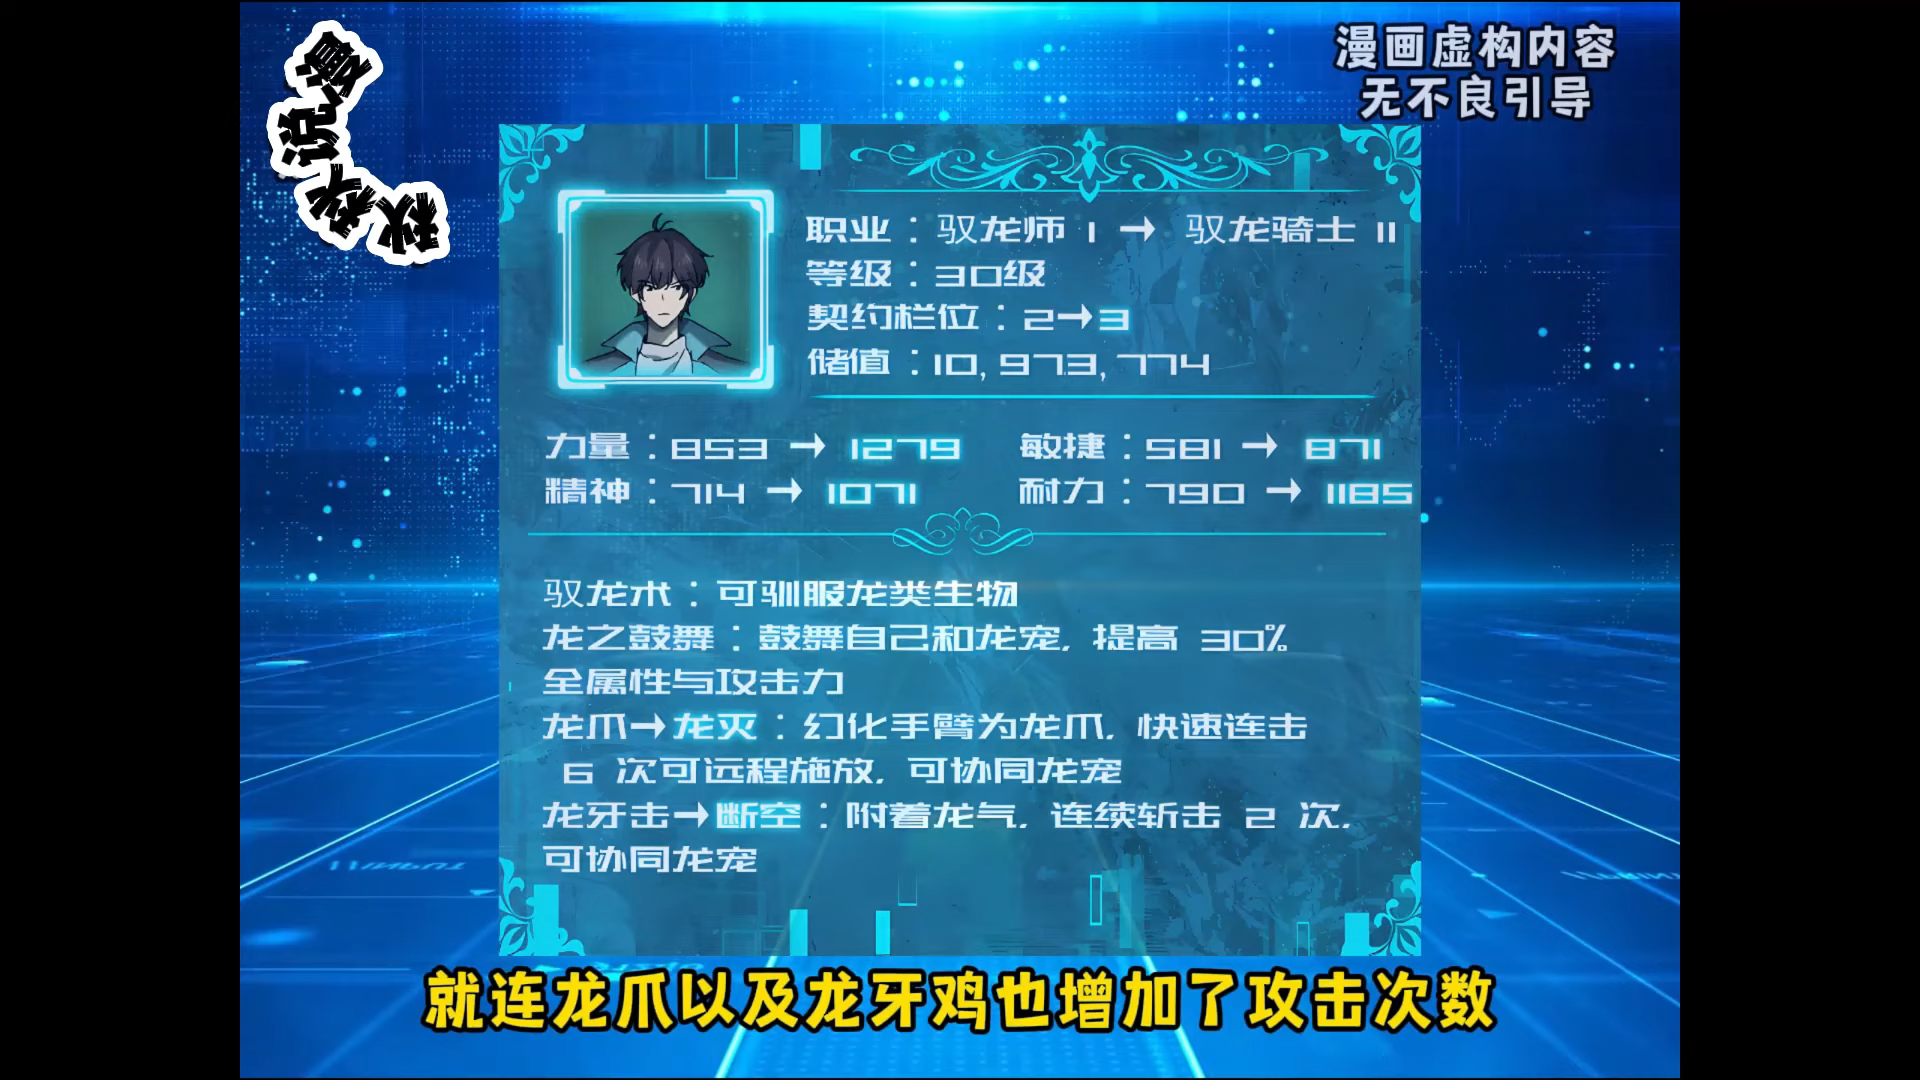 秋梓说漫
漫画虚构内容
无不良引导
职业：驭龙师 I → 驭龙骑士 II
等级：30级
契约栏位：2→3
储值：10,973,774
力量：853 → 1279 敏捷：581 → 871
精神：714 → 1071 耐力：790 → 1185
驭龙术：可驯服龙类生物
龙之鼓舞：鼓舞自己和龙宠, 提高 30%
全属性与攻击力
龙爪→龙灭：幻化手臂为龙爪, 快速连击
6 次可远程施放, 可协同龙宠
龙牙击→断空：附着龙气, 连续斩击 2 次,
可协同龙宠
就连龙爪以及龙牙鸡也增加了攻击次数